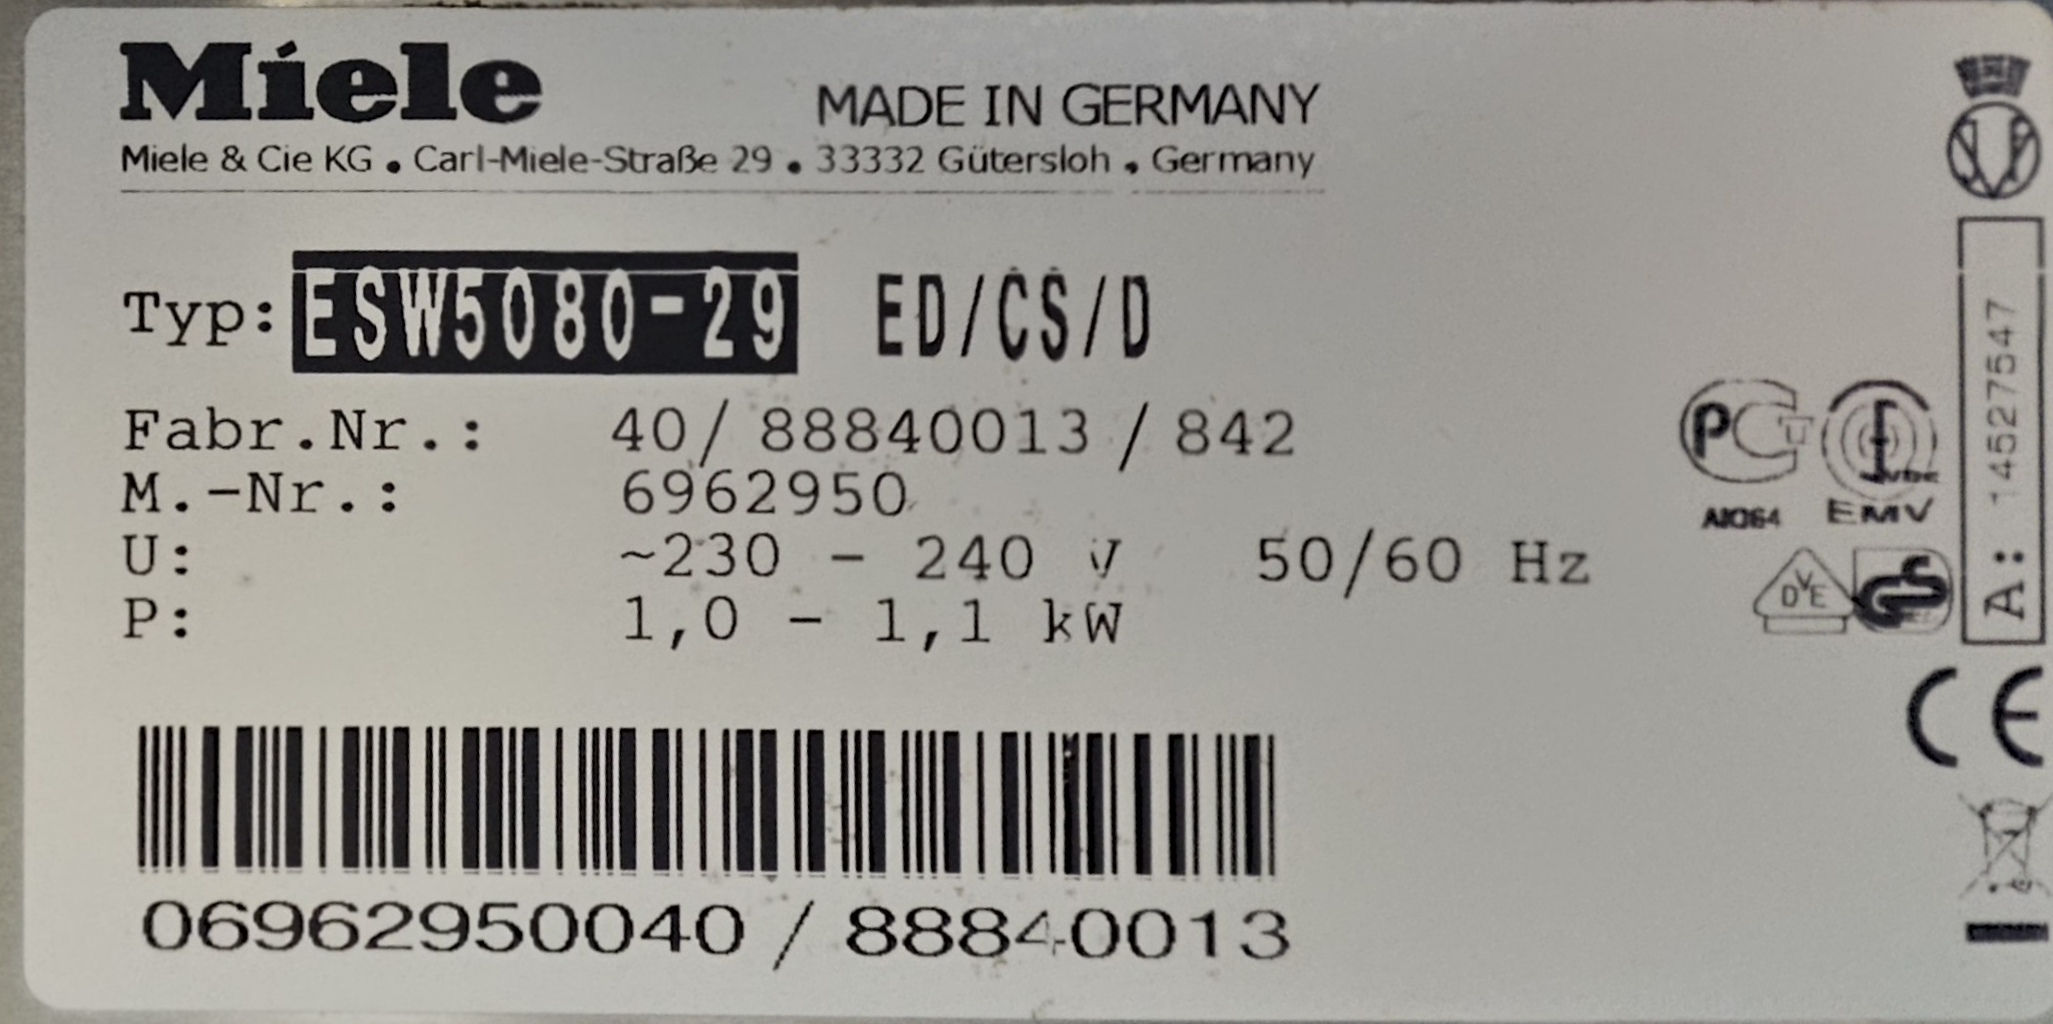 Miele
MADE IN GERMANY
Miele & Cie KG • Carl-Miele-Straße 29 • 33332 Gütersloh • Germany
Typ: ESW5080-29 ED/CS/D
Fabr.Nr.: 40/ 88840013 / 842
M.-Nr.: 6962950
U: ~230 - 240 V 50/60 Hz
P: 1,0 - 1,1 kW
06962950040 / 88840013
A: 14527547
EMV
DVE
CE